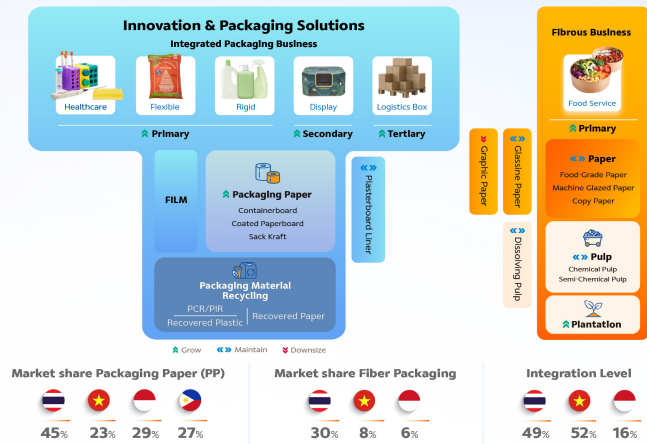 Innovation & Packaging Solutions
Integrated Packaging Business
Healthcare
Flexible
Rigid
Display
Logistics Box
Primary
Secondary
Tertiary
FILM
Packaging Paper
Containerboard
Coated Paperboard
Sack Kraft
Plasterboard Liner
Packaging Material
Recycling
PCR/PIR
Recovered Plastic
Recovered Paper
Grow
Maintain
Downsize
Fibrous Business
Food Service
Primary
Graphic Paper
Glassine Paper
Dissolving Pulp
Paper
Food-Grade Paper
Machine Glazed Paper
Copy Paper
Pulp
Chemical Pulp
Semi-Chemical Pulp
Plantation
Market share Packaging Paper (PP)
45% 23% 29% 27%
Market share Fiber Packaging
30% 8% 6%
Integration Level
49% 52% 16%